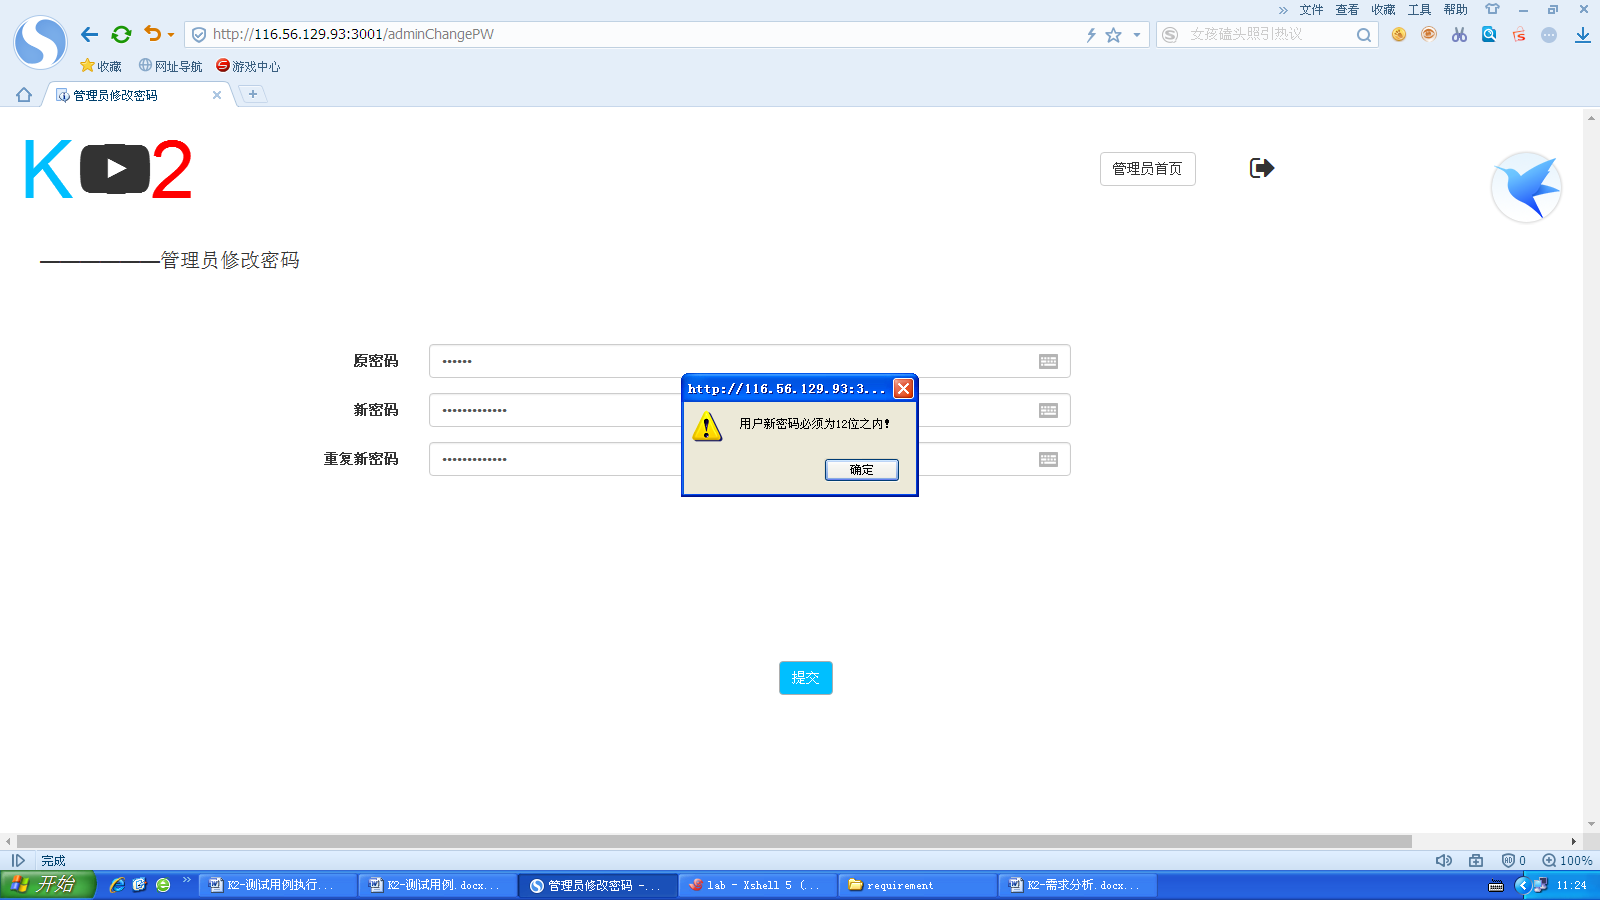 » 文件 查看 收藏 工具 帮助
http://116.56.129.93:3001/adminChangePW
女孩磕头照引热议
收藏 网址导航 游戏中心
管理员修改密码
K 2
管理员首页
——————管理员修改密码
原密码 ••••••
新密码 •••••••••••••
重复新密码 •••••••••••••
http://116.56.129.93:3...
用户新密码必须为12位之内!
确定
提交
完成
0 100%
开始 » K2-测试用例执行... K2-测试用例.docx... 管理员修改密码 -... lab - Xshell 5 (... requirement K2-需求分析.docx... 11:24